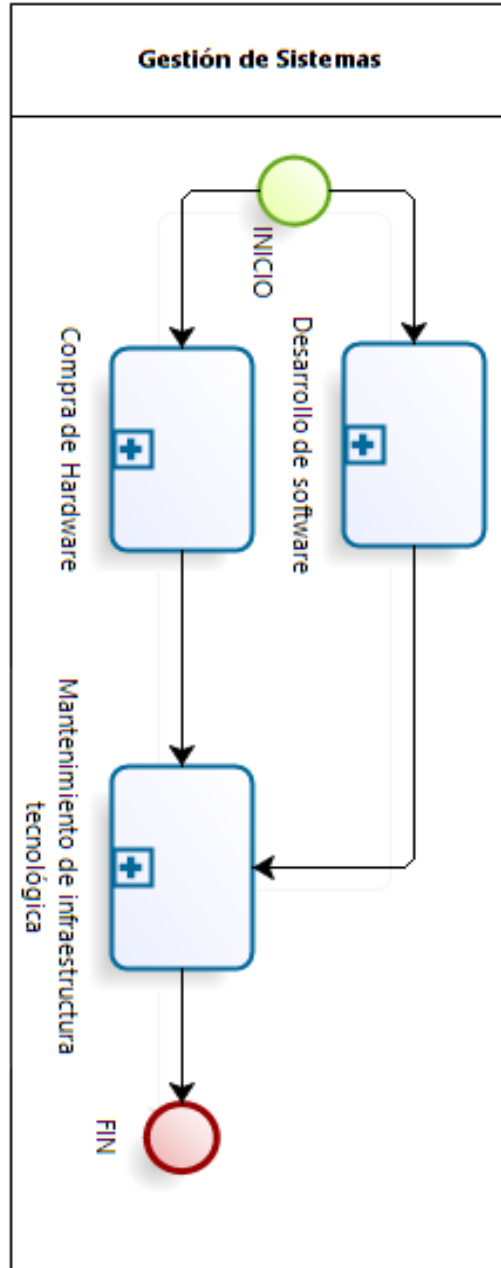 Gestión de Sistemas
INICIO
Desarrollo de software
Compra de Hardware
Mantenimiento de infraestructura
tecnológica
FIN